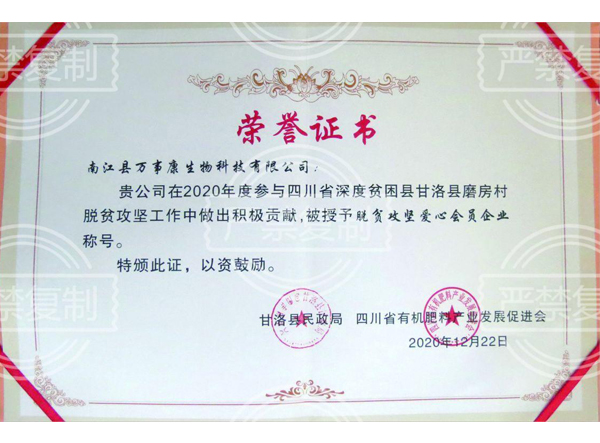 荣誉证书
南江县万事康生物科技有限公司：
贵公司在2020年度参与四川省深度贫困县甘洛县磨房村
脱贫攻坚工作中做出积极贡献,被授予脱贫攻坚爱心会员企业
称号。
特颁此证，以资鼓励。
甘洛县民政局 四川省有机肥料产业发展促进会
2020年12月22日
严禁复制